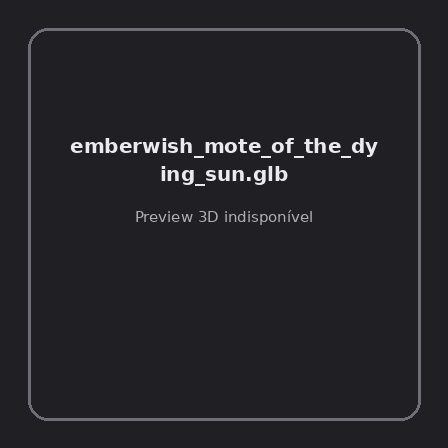 emberwish_mote_of_the_dy
ing_sun.glb
Preview 3D indisponível